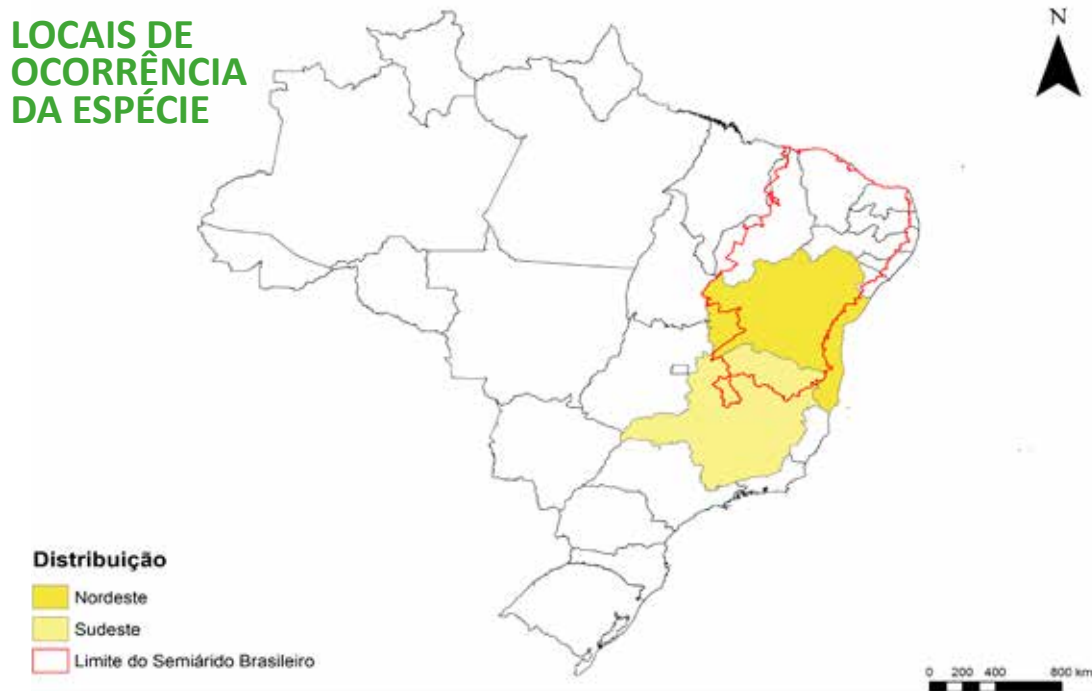 LOCAIS DE
OCORRÊNCIA
DA ESPÉCIE
N
Distribuição
Nordeste
Sudeste
Limite do Semiárido Brasileiro
0 200 400 800 km